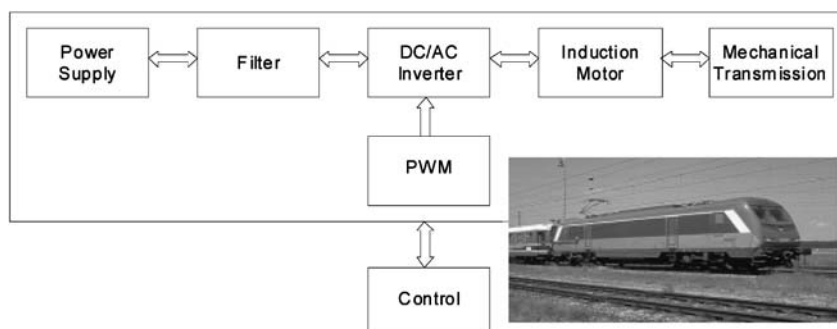 Power
Supply
Filter
DC/AC
Inverter
Induction
Motor
Mechanical
Transmission
PWM
Control